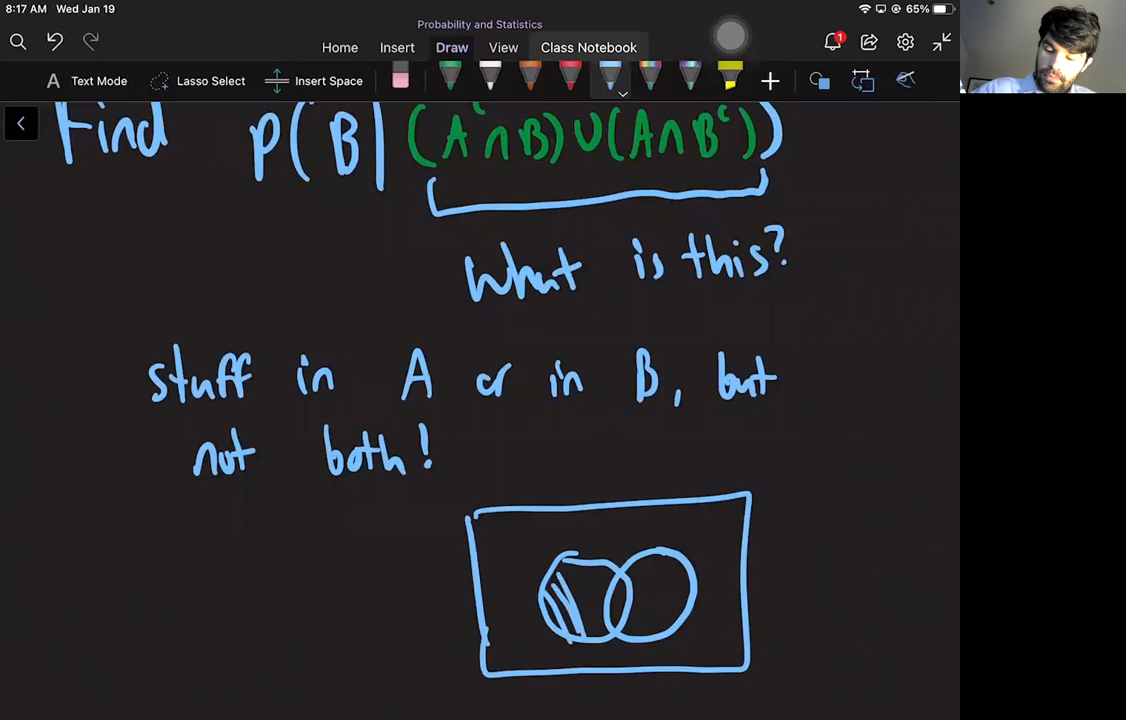 8:17 AM Wed Jan 19
65%
Probability and Statistics
Home Insert Draw View Class Notebook
1
Text Mode Lasso Select Insert Space
Find P(B|(Aᶜ∩B)∪(A∩Bᶜ))
What is this?
stuff in A or in B, but
not both!